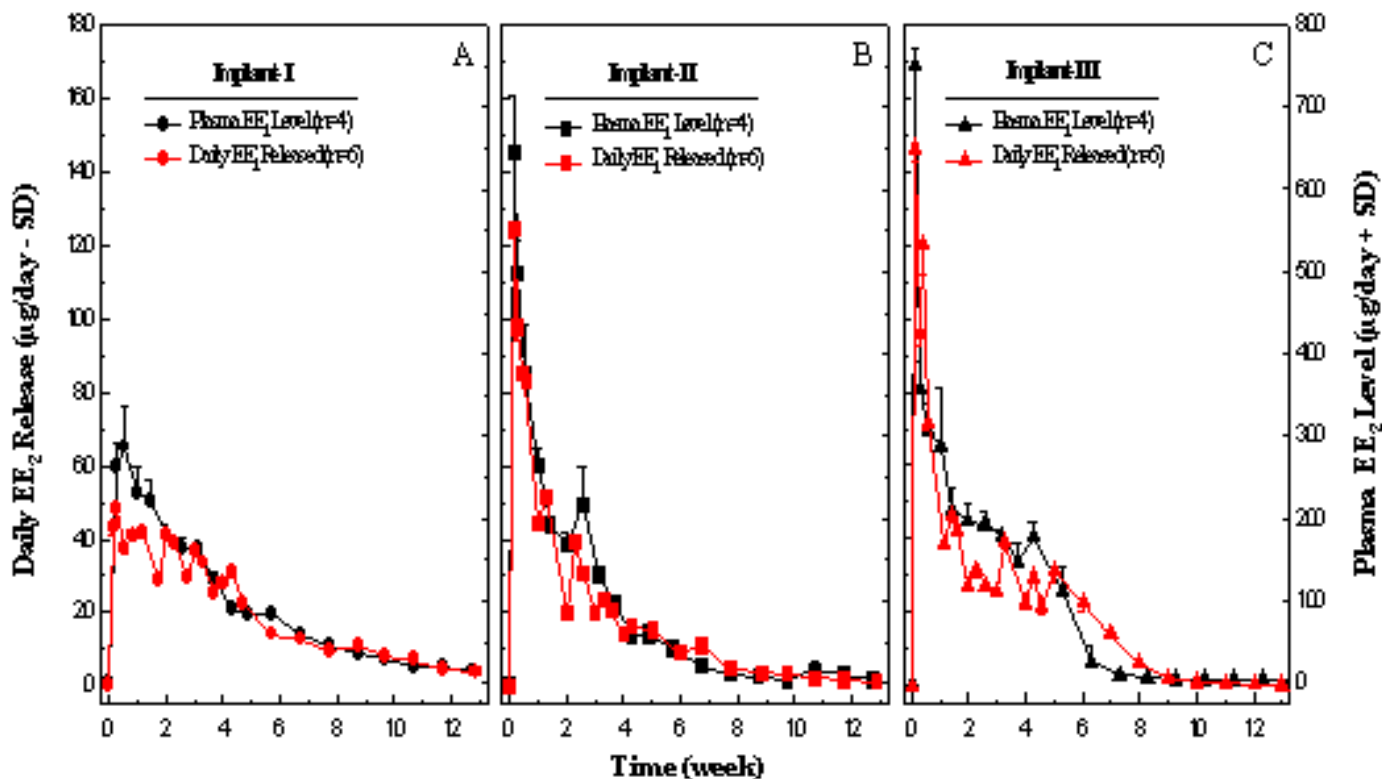 180
160
140
120
100
80
60
40
20
0
Daily EE₂ Release (µg/day - SD)
A
Implant-I
Plasma EE₂ Level (n=4)
Daily EE₂ Released (n=6)
0 2 4 6 8 10 12
B
Implant-II
Plasma EE₂ Level (n=4)
Daily EE₂ Released (n=6)
0 2 4 6 8 10 12
C
Implant-III
Plasma EE₂ Level (n=4)
Daily EE₂ Released (n=6)
0 2 4 6 8 10 12
800
700
600
500
400
300
200
100
0
Plasma EE₂ Level (µg/day + SD)
Time (week)